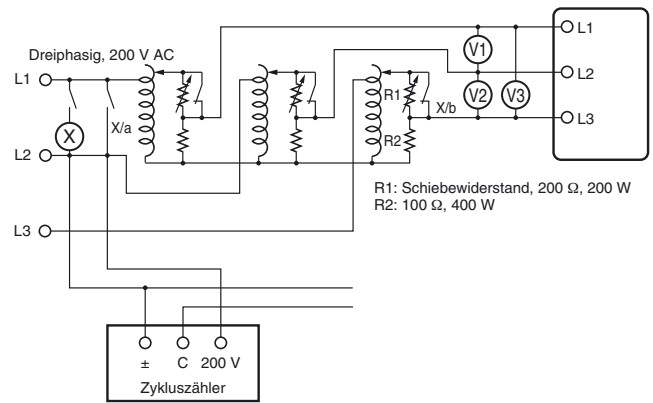 Dreiphasig, 200 V AC
L1
L2
L3
X
X/a
R1
R2
X/b
V1
V2
V3
L1
L2
L3
R1: Schiebewiderstand, 200 Ω, 200 W
R2: 100 Ω, 400 W
± C 200 V
Zykluszähler